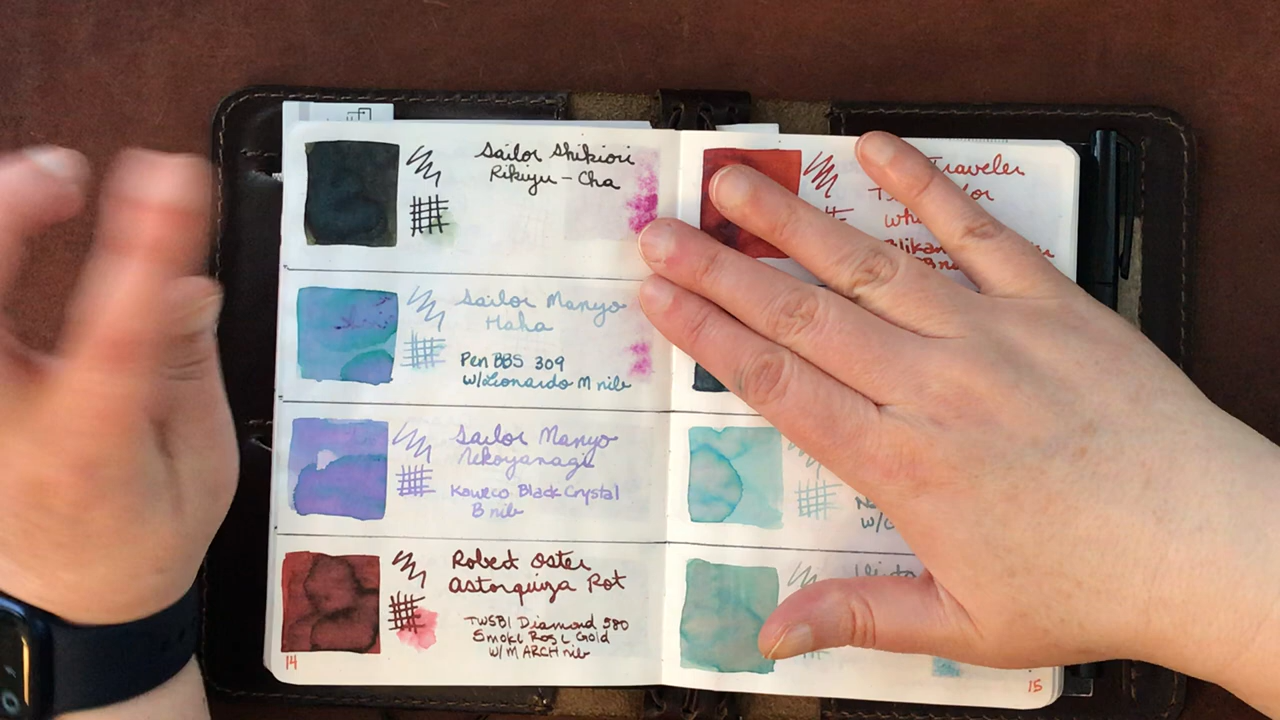 Sailor Shikiori
Rikyu-Cha
Sailor Manyo
Haha
Pen BBS 309
w/Leonardo M nib
Sailor Manyo
Nekoyanagi
Kaweco Black Crystal
B nib
Robert Oster
Astorquiza Rot
TWSBI Diamond 580
Smoke Rose Gold
w/M ARCH nib
14
Traveler
15